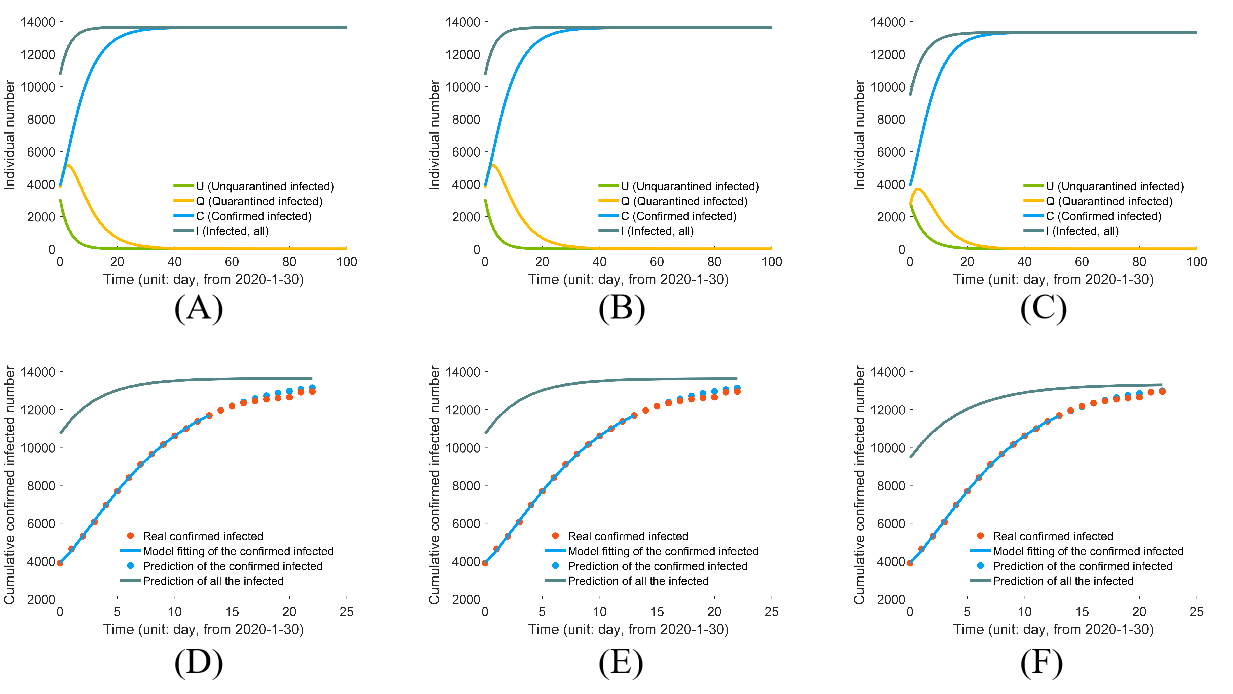 14000
12000
10000
8000
6000
4000
2000
0
Individual number
U (Unquarantined infected)
Q (Quarantined infected)
C (Confirmed infected)
I (Infected, all)
0 20 40 60 80 100
Time (unit: day, from 2020-1-30)
(A)
14000
12000
10000
8000
6000
4000
2000
0
Individual number
U (Unquarantined infected)
Q (Quarantined infected)
C (Confirmed infected)
I (Infected, all)
0 20 40 60 80 100
Time (unit: day, from 2020-1-30)
(B)
14000
12000
10000
8000
6000
4000
2000
0
Individual number
U (Unquarantined infected)
Q (Quarantined infected)
C (Confirmed infected)
I (Infected, all)
0 20 40 60 80 100
Time (unit: day, from 2020-1-30)
(C)
14000
12000
10000
8000
6000
4000
2000
Cumulative confirmed infected number
Real confirmed infected
Model fitting of the confirmed infected
Prediction of the confirmed infected
Prediction of all the infected
0 5 10 15 20 25
Time (unit: day, from 2020-1-30)
(D)
14000
12000
10000
8000
6000
4000
2000
Cumulative confirmed infected number
Real confirmed infected
Model fitting of the confirmed infected
Prediction of the confirmed infected
Prediction of all the infected
0 5 10 15 20 25
Time (unit: day, from 2020-1-30)
(E)
14000
12000
10000
8000
6000
4000
2000
Cumulative confirmed infected number
Real confirmed infected
Model fitting of the confirmed infected
Prediction of the confirmed infected
Prediction of all the infected
0 5 10 15 20 25
Time (unit: day, from 2020-1-30)
(F)